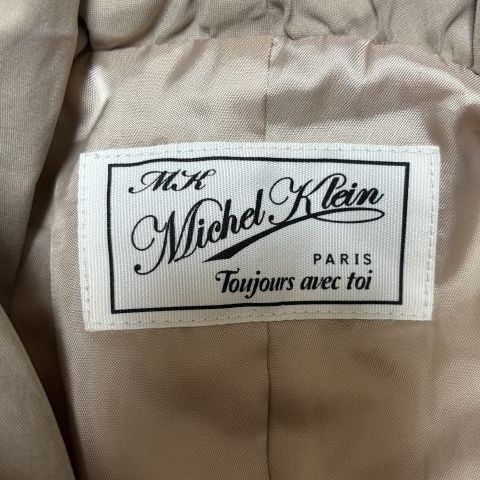 MK
Michel Klein
PARIS
Toujours avec toi